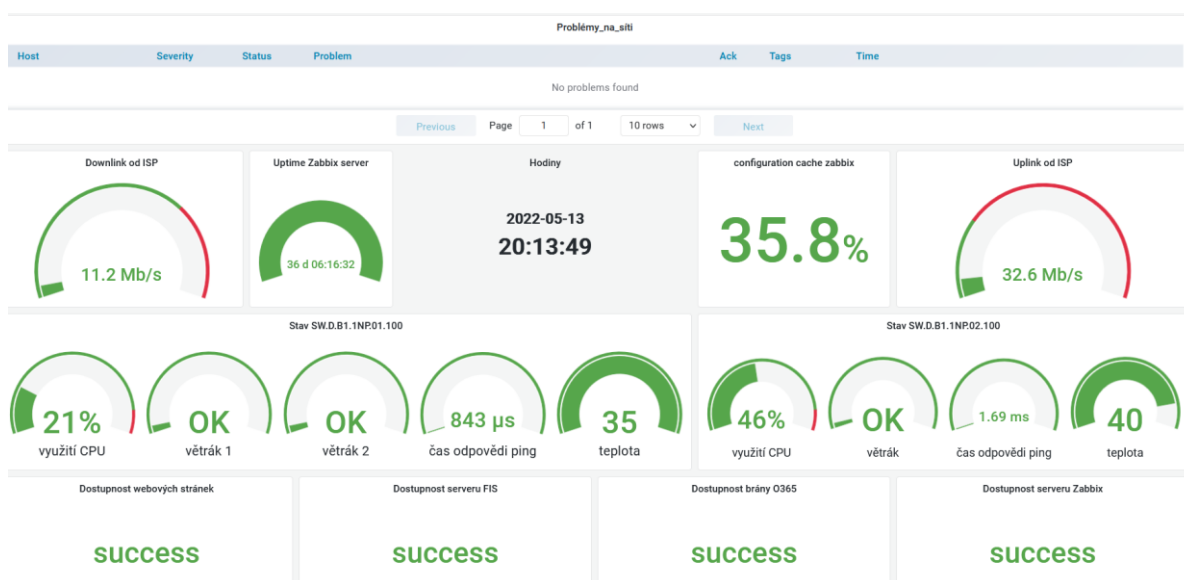 Problémy_na_síti
Host Severity Status Problem Ack Tags Time
No problems found
Previous Page 1 of 1 10 rows Next
Downlink od ISP
11.2 Mb/s
Uptime Zabbix server
36 d 06:16:32
Hodiny
2022-05-13
20:13:49
configuration cache zabbix
35.8%
Uplink od ISP
32.6 Mb/s
Stav SW.D.B1.1NP.01.100
21% OK OK 843 µs 35
využití CPU větrák 1 větrák 2 čas odpovědi ping teplota
Stav SW.D.B1.1NP.02.100
46% OK 1.69 ms 40
využití CPU větrák čas odpovědi ping teplota
Dostupnost webových stránek
success
Dostupnost serveru FIS
success
Dostupnost brány O365
success
Dostupnost serveru Zabbix
success